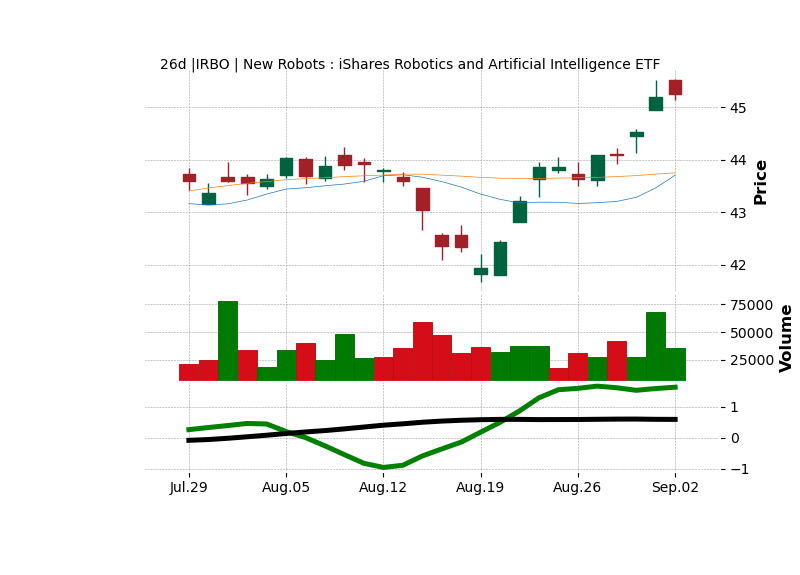 26d |IRBO | New Robots : iShares Robotics and Artificial Intelligence ETF
45
44
43
42
Price
75000
50000
25000
Volume
1
0
−1
Jul.29 Aug.05 Aug.12 Aug.19 Aug.26 Sep.02